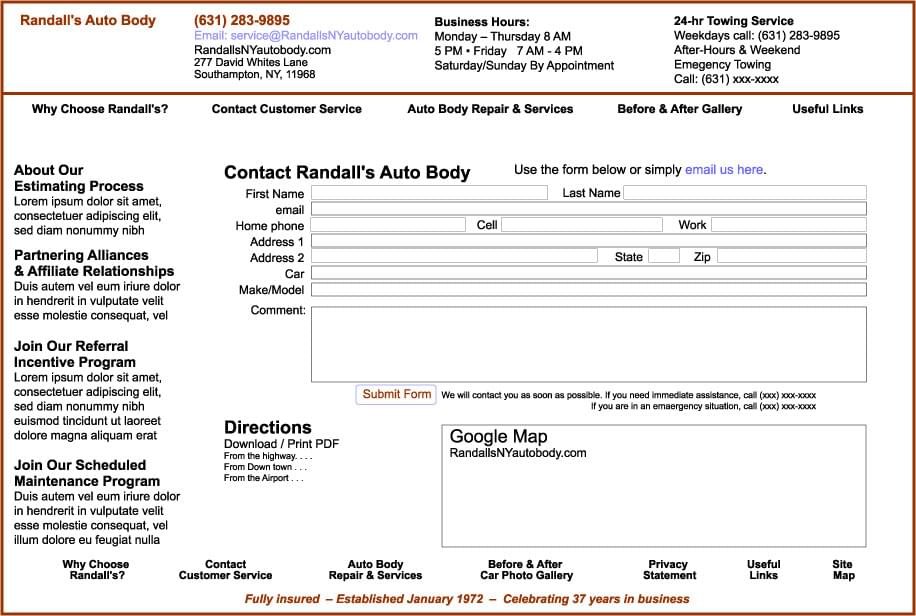 Randall's Auto Body
(631) 283-9895
Email: service@RandallsNYautobody.com
RandallsNYautobody.com
277 David Whites Lane
Southampton, NY, 11968
Business Hours:
Monday – Thursday 8 AM
5 PM • Friday 7 AM - 4 PM
Saturday/Sunday By Appointment
24-hr Towing Service
Weekdays call: (631) 283-9895
After-Hours & Weekend
Emegency Towing
Call: (631) xxx-xxxx
Why Choose Randall's? Contact Customer Service Auto Body Repair & Services Before & After Gallery Useful Links
About Our
Estimating Process
Lorem ipsum dolor sit amet,
consectetuer adipiscing elit,
sed diam nonummy nibh
Partnering Alliances
& Affiliate Relationships
Duis autem vel eum iriure dolor
in hendrerit in vulputate velit
esse molestie consequat, vel
Join Our Referral
Incentive Program
Lorem ipsum dolor sit amet,
consectetuer adipiscing elit,
sed diam nonummy nibh
euismod tincidunt ut laoreet
dolore magna aliquam erat
Join Our Scheduled
Maintenance Program
Duis autem vel eum iriure dolor
in hendrerit in vulputate velit
esse molestie consequat, vel
illum dolore eu feugiat nulla
Contact Randall's Auto Body Use the form below or simply email us here.
First Name Last Name
email
Home phone Cell Work
Address 1
Address 2 State Zip
Car
Make/Model
Comment:
Submit Form We will contact you as soon as possible. If you need immediate assistance, call (xxx) xxx-xxxx
If you are in an emaergency situation, call (xxx) xxx-xxxx
Directions
Download / Print PDF
From the highway. . . .
From Down town . . .
From the Airport . . .
Google Map
RandallsNYautobody.com
Why Choose
Randall's?
Contact
Customer Service
Auto Body
Repair & Services
Before & After
Car Photo Gallery
Privacy
Statement
Useful
Links
Site
Map
Fully insured – Established January 1972 – Celebrating 37 years in business